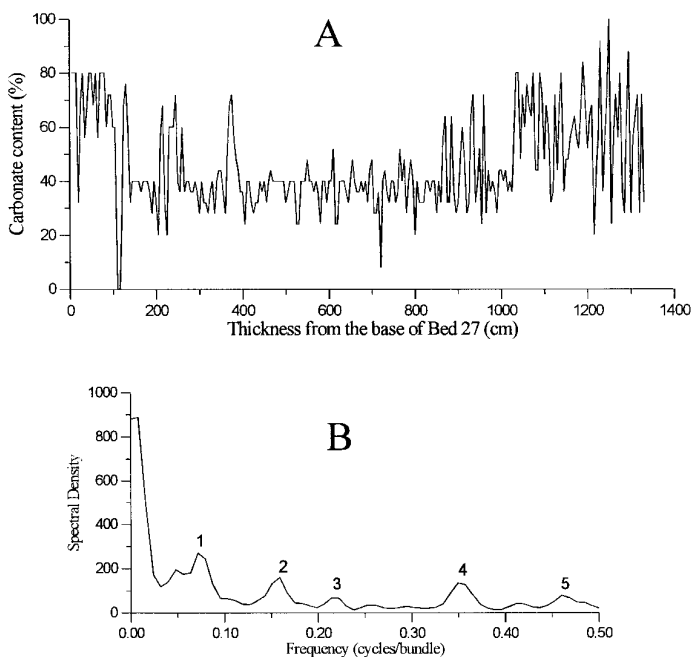 A
Carbonate content (%)
100
80
60
40
20
0
0 200 400 600 800 1000 1200 1400
Thickness from the base of Bed 27 (cm)
B
Spectral Density
1000
800
600
400
200
0
1 2 3 4 5
0.00 0.10 0.20 0.30 0.40 0.50
Frequency (cycles/bundle)